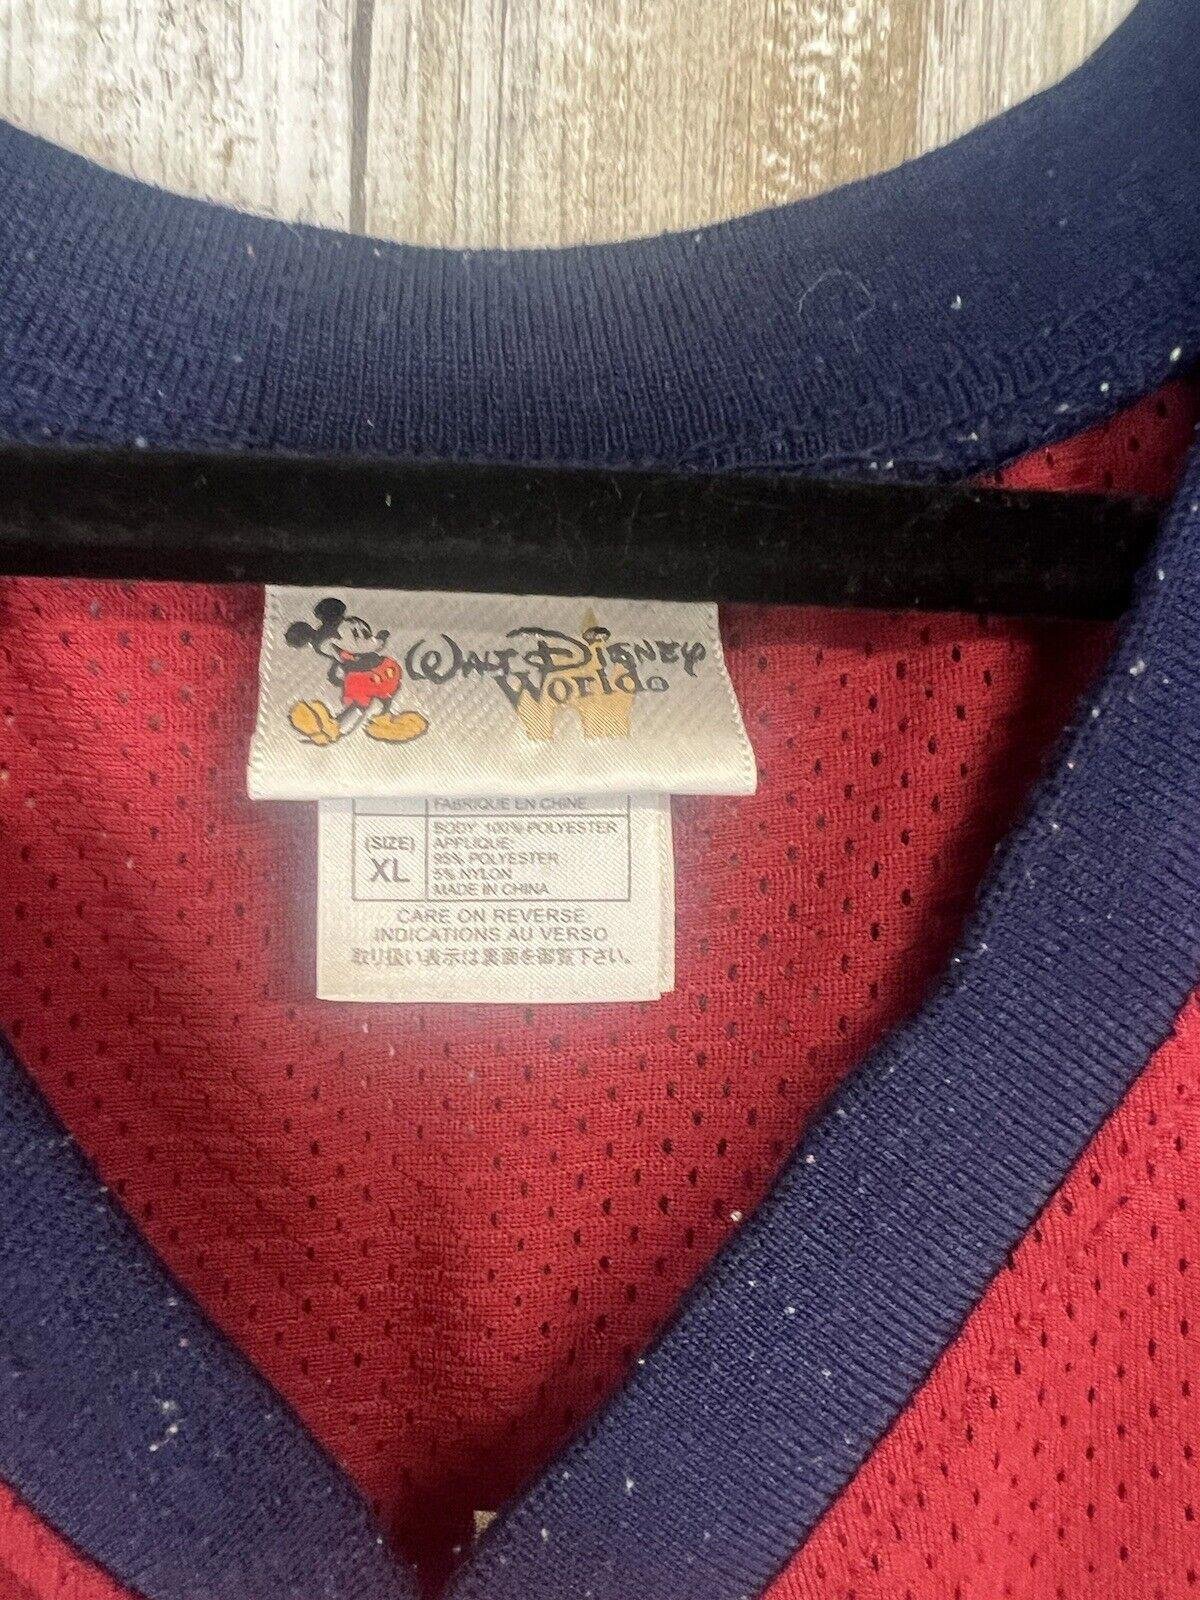 WALT DISNEY
World®
FABRIQUE EN CHINE
(SIZE)
XL
BODY 100% POLYESTER
APPLIQUE:
95% POLYESTER
5% NYLON
MADE IN CHINA
CARE ON REVERSE
INDICATIONS AU VERSO
取り扱い表示は裏面を御覧下さい。